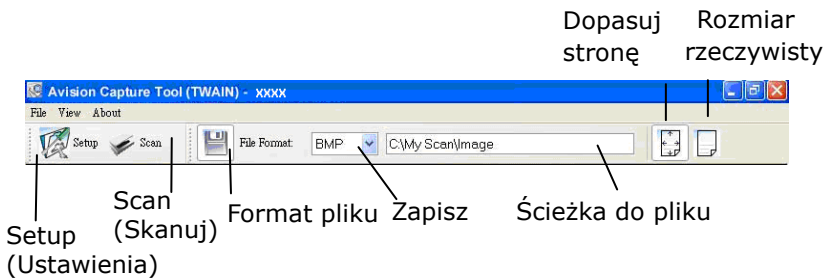 Dopasuj
stronę
Rozmiar
rzeczywisty
Avision Capture Tool (TWAIN) - xxxx
File View About
Setup Scan File Format: BMP C:\My Scan\Image
Setup
(Ustawienia)
Scan
(Skanuj)
Format pliku
Zapisz
Ścieżka do pliku